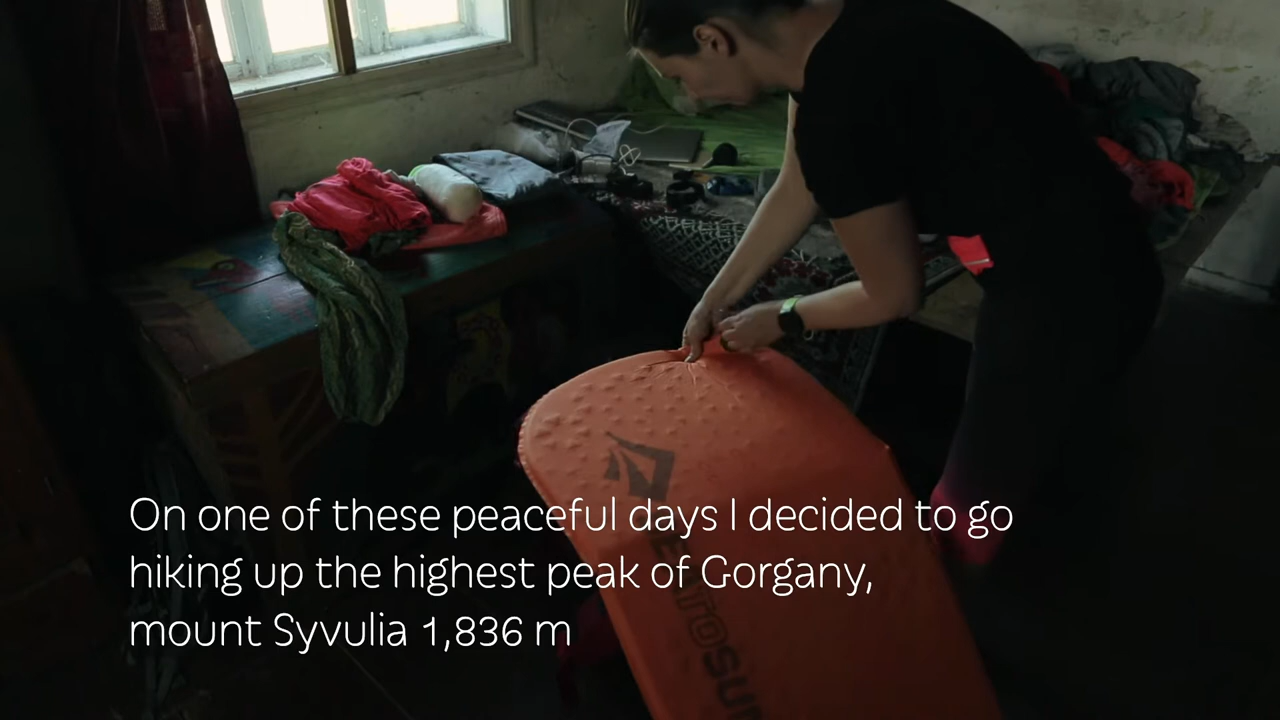 On one of these peaceful days I decided to go
hiking up the highest peak of Gorgany,
mount Syvulia 1,836 m